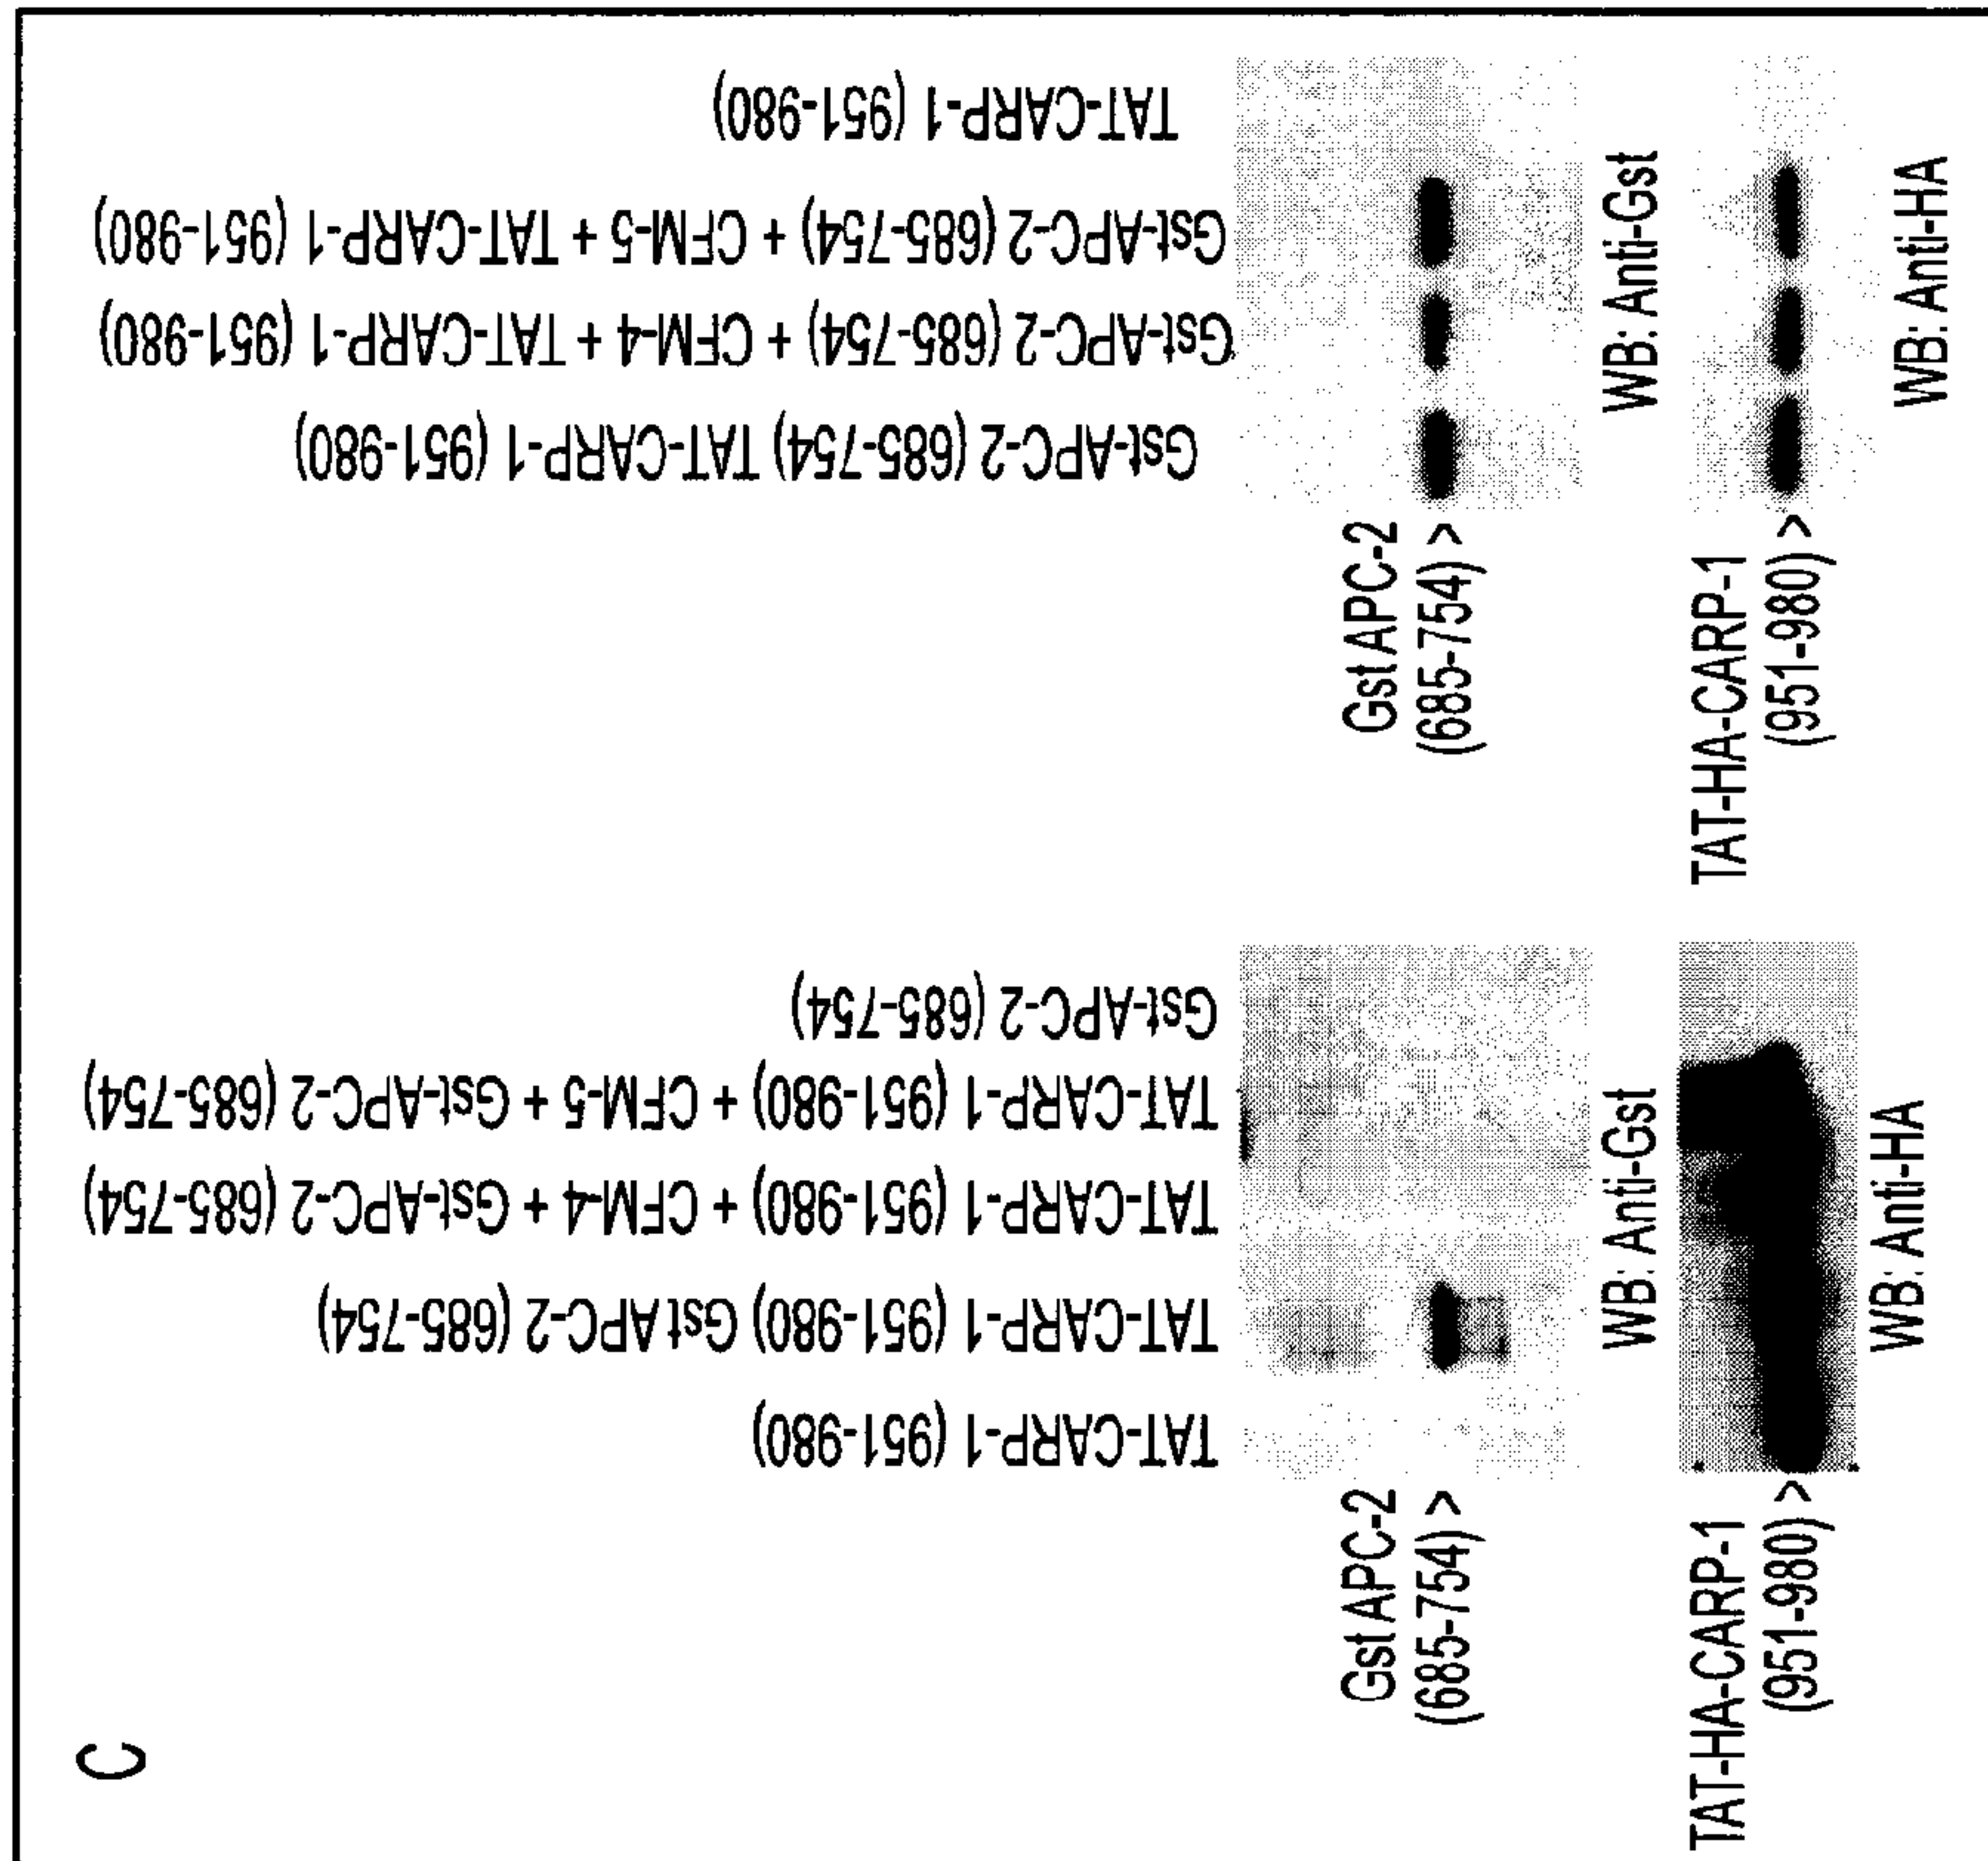 C
TAT-CARP-1 (951-980)
TAT-CARP-1 (951-980) Gst APC-2 (685-754)
TAT-CARP-1 (951-980) + CFM-4 + Gst-APC-2 (685-754)
TAT-CARP-1 (951-980) + CFM-5 + Gst-APC-2 (685-754)
Gst-APC-2 (685-754)
Gst APC-2
(685-754) >
WB: Anti-Gst
TAT-HA-CARP-1
(951-980) >
WB: Anti-HA
Gst-APC-2 (685-754) TAT-CARP-1 (951-980)
Gst-APC-2 (685-754) + CFM-4 + TAT-CARP-1 (951-980)
Gst-APC-2 (685-754) + CFM-5 + TAT-CARP-1 (951-980)
TAT-CARP-1 (951-980)
Gst APC-2
(685-754) >
WB: Anti-Gst
TAT-HA-CARP-1
(951-980) >
WB: Anti-HA